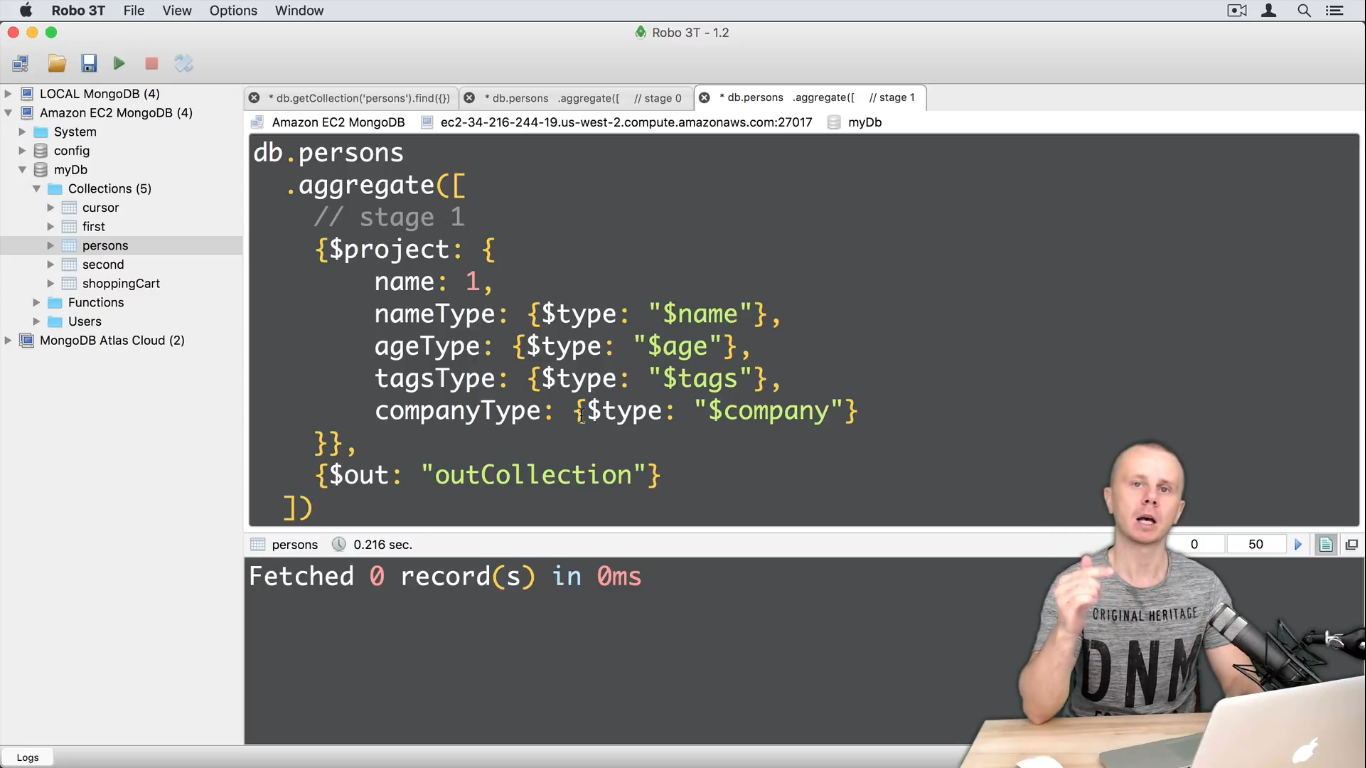 Robo 3T File View Options Window
Robo 3T - 1.2
LOCAL MongoDB (4)
Amazon EC2 MongoDB (4)
System
config
myDb
Collections (5)
cursor
first
persons
second
shoppingCart
Functions
Users
MongoDB Atlas Cloud (2)
* db.getCollection('persons').find({}) * db.persons .aggregate([ // stage 0 * db.persons .aggregate([ // stage 1
Amazon EC2 MongoDB ec2-34-216-244-19.us-west-2.compute.amazonaws.com:27017 myDb
db.persons
.aggregate([
// stage 1
{$project: {
name: 1,
nameType: {$type: "$name"},
ageType: {$type: "$age"},
tagsType: {$type: "$tags"},
companyType: {$type: "$company"}
}},
{$out: "outCollection"}
])
persons 0.216 sec. 0 50
Fetched 0 record(s) in 0ms
ORIGINAL HERITAGE
DNM
Logs